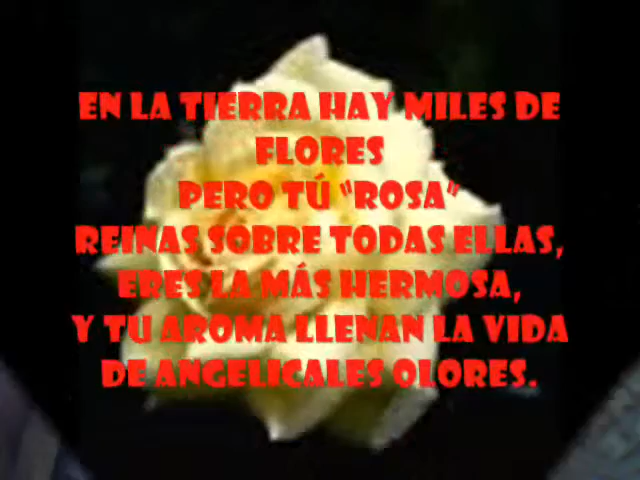 EN LA TIERRA HAY MILES DE
FLORES
PERO TÚ "ROSA"
REINAS SOBRE TODAS ELLAS,
ERES LA MÁS HERMOSA,
Y TU AROMA LLENAN LA VIDA
DE ANGELICALES OLORES.